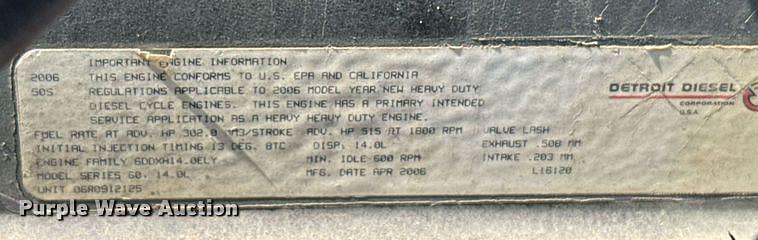 IMPORTANT ENGINE INFORMATION
2006 THIS ENGINE CONFORMS TO U.S. EPA AND CALIFORNIA
50S REGULATIONS APPLICABLE TO 2006 MODEL YEAR NEW HEAVY DUTY
DIESEL CYCLE ENGINES. THIS ENGINE HAS A PRIMARY INTENDED
SERVICE APPLICATION AS A HEAVY HEAVY DUTY ENGINE.
DETROIT DIESEL
CORPORATION
U.S.A.
FUEL RATE AT ADV. HP 302.0 MM3/STROKE ADV. HP 515 AT 1800 RPM VALVE LASH
INITIAL INJECTION TIMING 13 DEG. BTC DISP. 14.0L EXHAUST .508 MM
ENGINE FAMILY 6DDXH14.0ELY MIN. IDLE 600 RPM INTAKE .203 MM
MODEL SERIES 60, 14.0L MFG. DATE APR 2006 L16120
UNIT 06R0912125
Purple Wave Auction